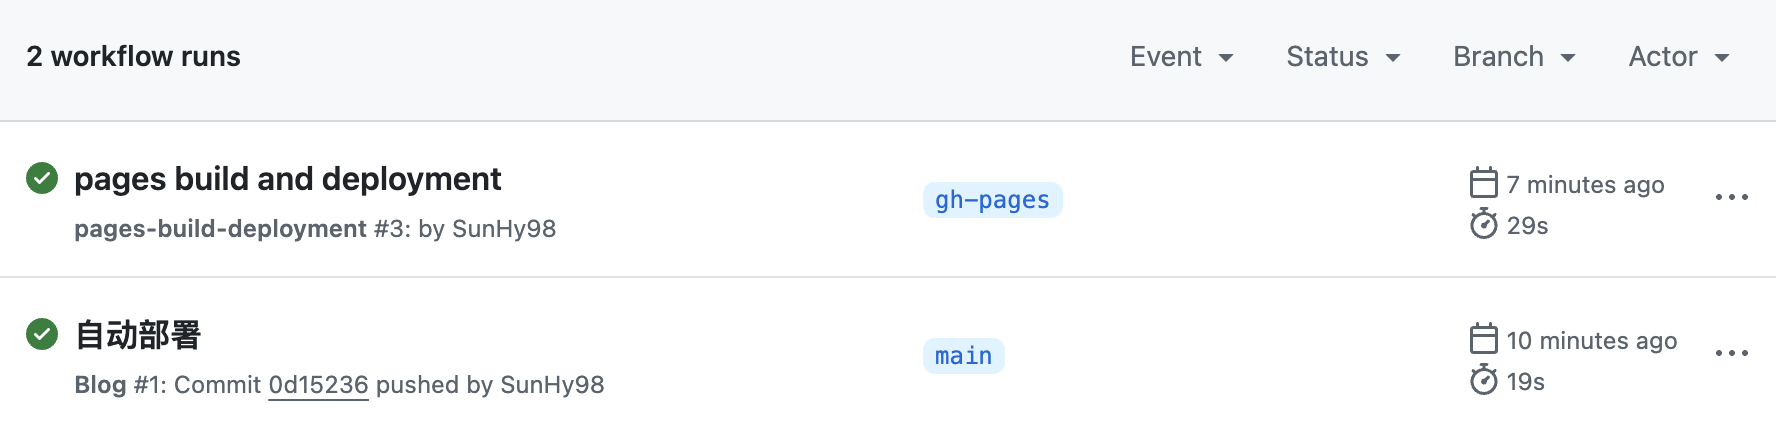 2 workflow runs
Event Status Branch Actor
pages build and deployment
pages-build-deployment #3: by SunHy98
gh-pages
7 minutes ago
29s
自动部署
Blog #1: Commit 0d15236 pushed by SunHy98
main
10 minutes ago
19s